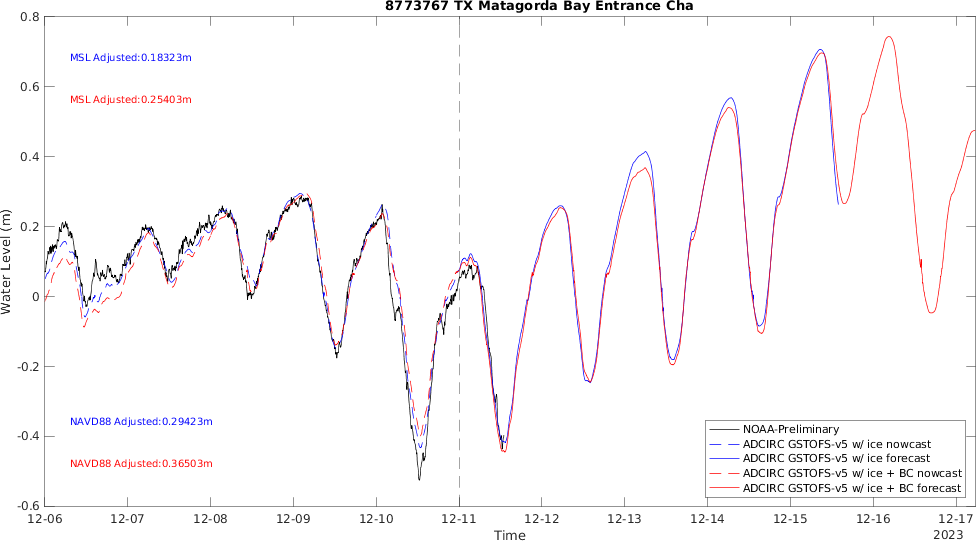 8773767 TX Matagorda Bay Entrance Cha
Water Level (m)
0.8
0.6
0.4
0.2
0
-0.2
-0.4
-0.6
MSL Adjusted:0.18323m
MSL Adjusted:0.25403m
NAVD88 Adjusted:0.29423m
NAVD88 Adjusted:0.36503m
NOAA-Preliminary
ADCIRC GSTOFS-v5 w/ ice nowcast
ADCIRC GSTOFS-v5 w/ ice forecast
ADCIRC GSTOFS-v5 w/ ice + BC nowcast
ADCIRC GSTOFS-v5 w/ ice + BC forecast
12-06 12-07 12-08 12-09 12-10 12-11 12-12 12-13 12-14 12-15 12-16 12-17
Time
2023